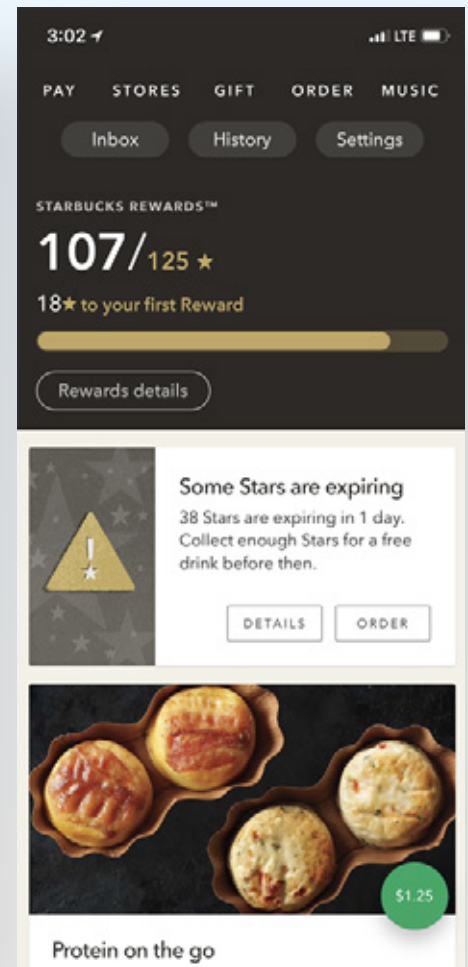 3:02
LTE
PAY STORES GIFT ORDER MUSIC
Inbox History Settings
STARBUCKS REWARDS™
107/125 ★
18★ to your first Reward
Rewards details
Some Stars are expiring
38 Stars are expiring in 1 day.
Collect enough Stars for a free
drink before then.
DETAILS ORDER
$1.25
Protein on the go